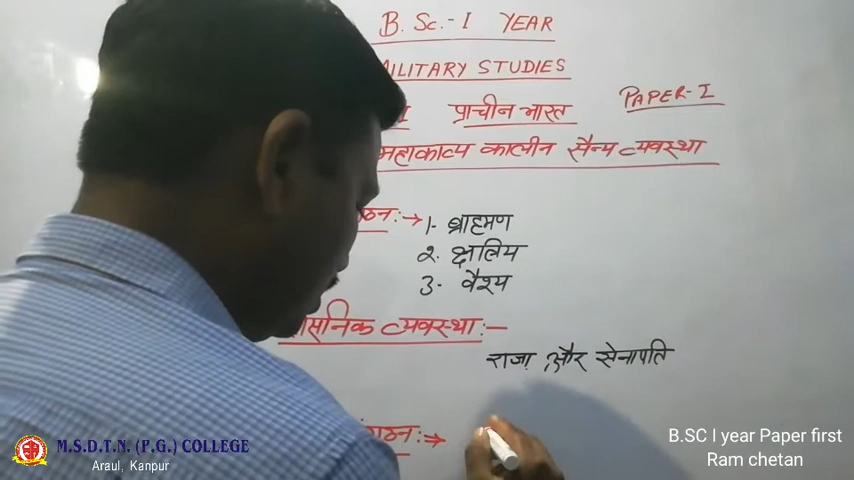 B. Sc.- I YEAR
MILITARY STUDIES
प्राचीन भारत PAPER-I
महाकाव्य कालीन सैन्य व्यवस्था
1- ब्राह्मण
2. क्षत्रिय
3- वैश्य
व्यवस्था:-
राजा और सेनापति
M.S.D.T.N. (P.G.) COLLEGE
Araul, Kanpur
B.SC I year Paper first
Ram chetan